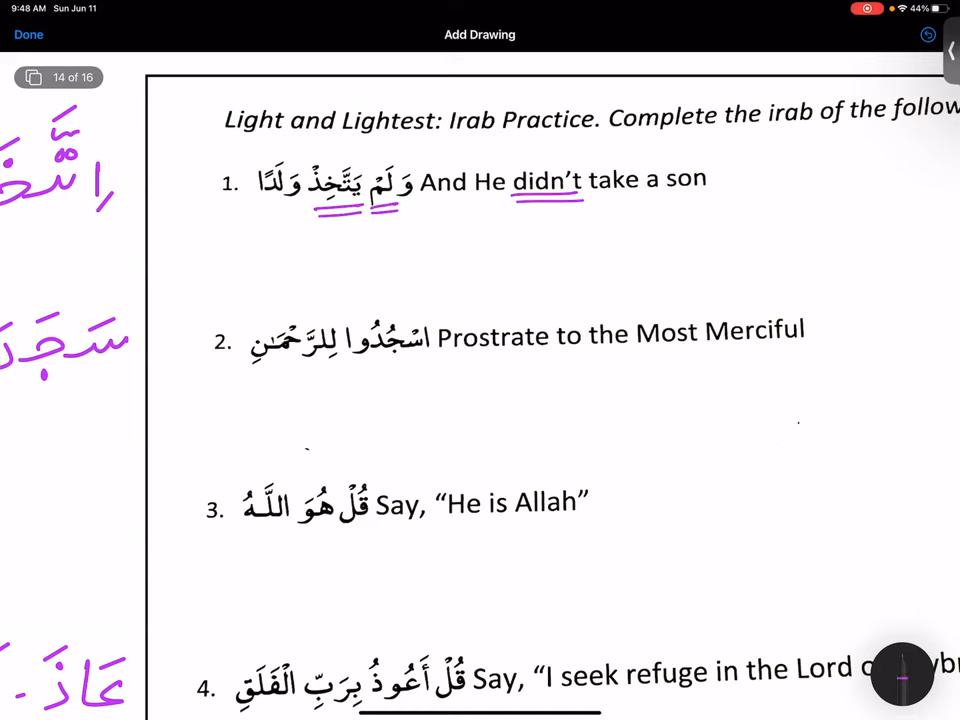 9:48 AM Sun Jun 11 44%
Done Add Drawing
14 of 16
Light and Lightest: Irab Practice. Complete the irab of the
1. وَ لَمْ يَتَّخِذْ وَلَدًا And He didn't take a son
2. اسْجُدُوا لِلرَّحْمَـٰنِ Prostrate to the Most Merciful
سَجَدَ
3. قُلْ هُوَ اللَّـهُ Say, "He is Allah"
4. قُلْ أَعُوذُ بِرَبِّ الْفَلَقِ Say, "I seek refuge in the Lord
عَاذَ